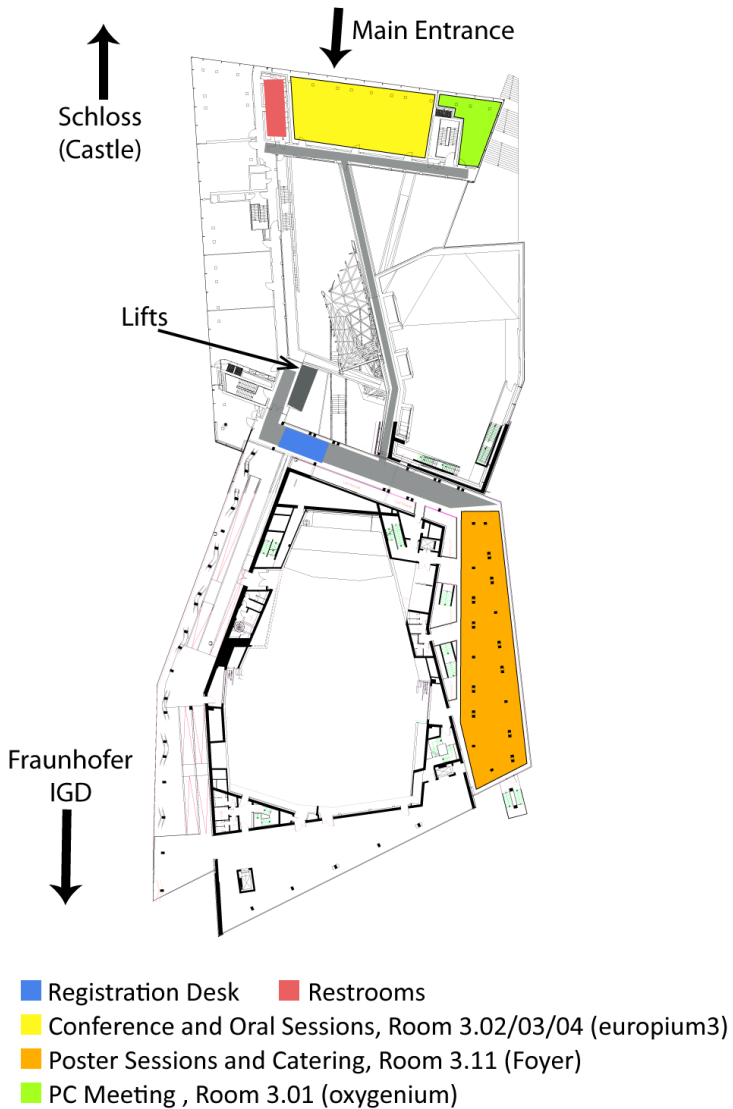 Main Entrance
Schloss
(Castle)
Lifts
Fraunhofer
IGD
Registration Desk
Restrooms
Conference and Oral Sessions, Room 3.02/03/04 (europium3)
Poster Sessions and Catering, Room 3.11 (Foyer)
PC Meeting , Room 3.01 (oxygenium)